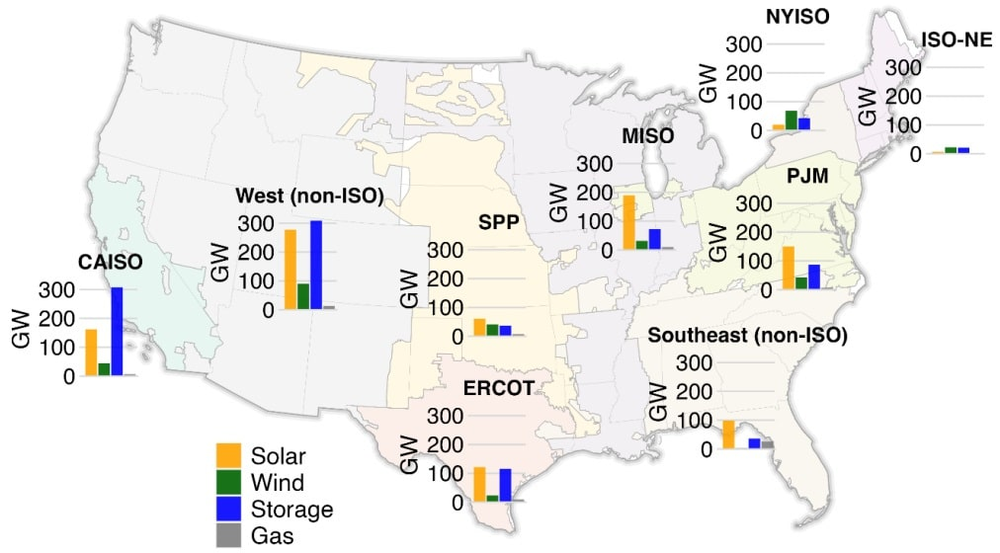 NYISO
300
200
100
0
GW
ISO-NE
300
200
100
0
GW
MISO
300
200
100
0
GW
PJM
300
200
100
0
GW
West (non-ISO)
300
200
100
0
GW
SPP
300
200
100
0
GW
CAISO
300
200
100
0
GW
Southeast (non-ISO)
300
200
100
0
GW
ERCOT
300
200
100
0
GW
Solar
Wind
Storage
Gas